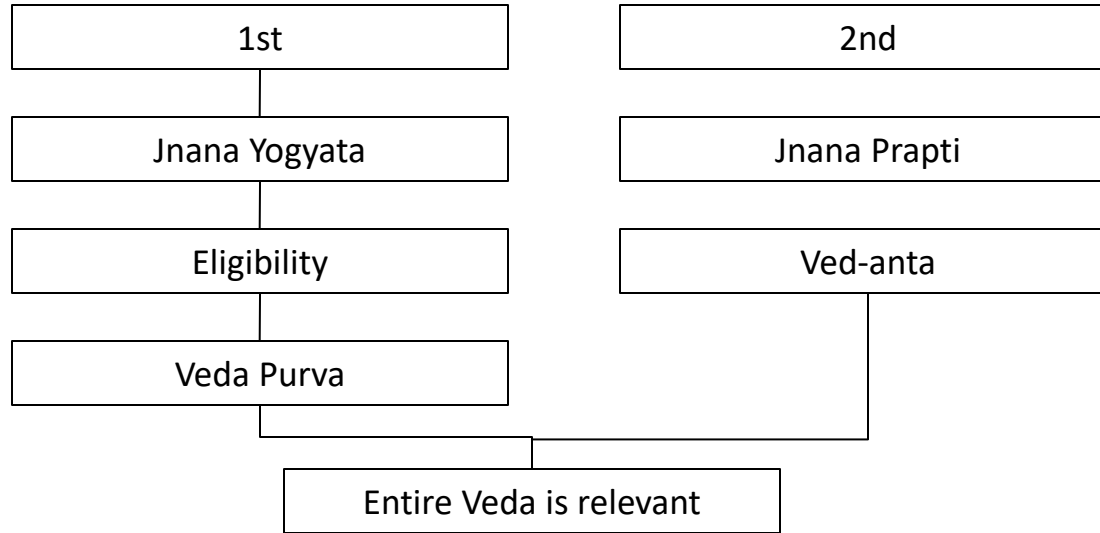 1st
Jnana Yogyata
Eligibility
Veda Purva
2nd
Jnana Prapti
Ved-anta
Entire Veda is relevant